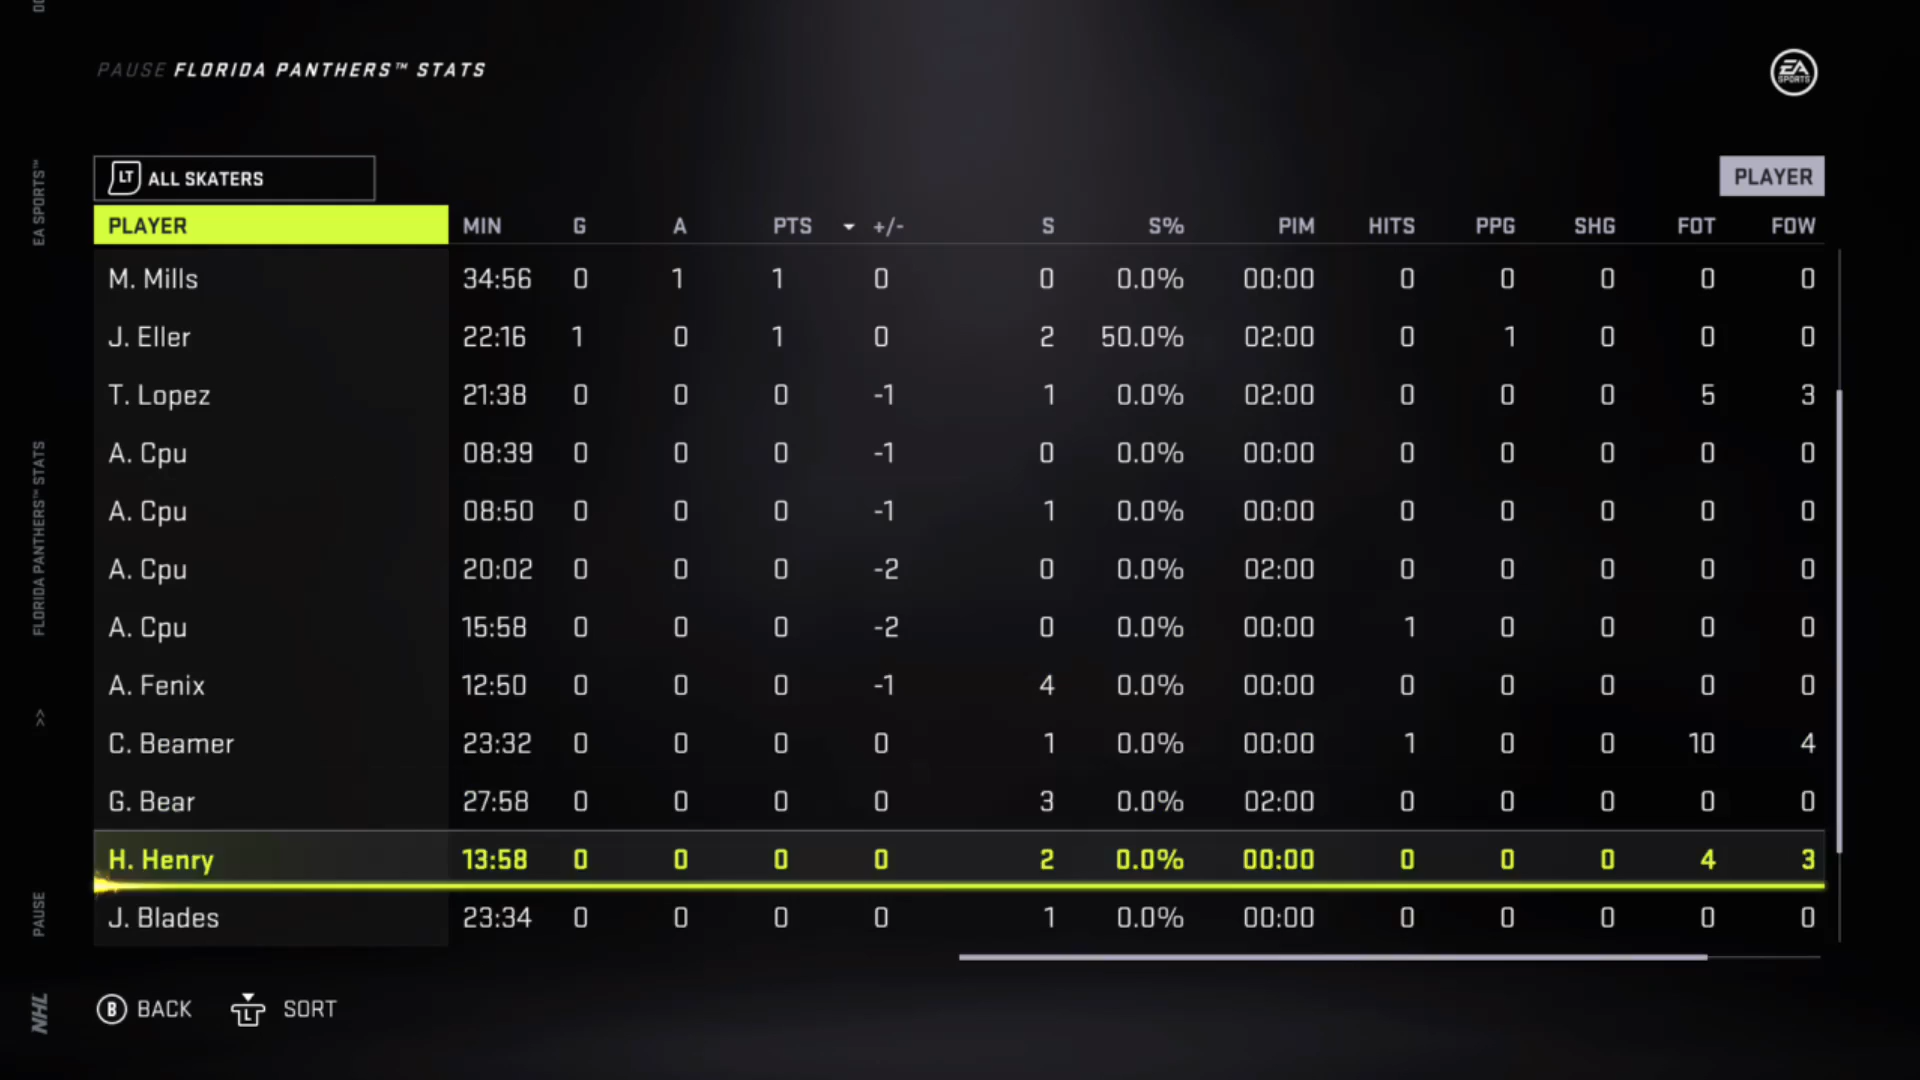 PAUSE FLORIDA PANTHERS™ STATS
EA SPORTS
LT ALL SKATERS
PLAYER
PLAYER MIN G A PTS +/- S S% PIM HITS PPG SHG FOT FOW
M. Mills 34:56 0 1 1 0 0 0.0% 00:00 0 0 0 0 0
J. Eller 22:16 1 0 1 0 2 50.0% 02:00 0 1 0 0 0
T. Lopez 21:38 0 0 0 -1 1 0.0% 02:00 0 0 0 5 3
A. Cpu 08:39 0 0 0 -1 0 0.0% 00:00 0 0 0 0 0
A. Cpu 08:50 0 0 0 -1 1 0.0% 00:00 0 0 0 0 0
A. Cpu 20:02 0 0 0 -2 0 0.0% 02:00 0 0 0 0 0
A. Cpu 15:58 0 0 0 -2 0 0.0% 00:00 1 0 0 0 0
A. Fenix 12:50 0 0 0 -1 4 0.0% 00:00 0 0 0 0 0
C. Beamer 23:32 0 0 0 0 1 0.0% 00:00 1 0 0 10 4
G. Bear 27:58 0 0 0 0 3 0.0% 02:00 0 0 0 0 0
H. Henry 13:58 0 0 0 0 2 0.0% 00:00 0 0 0 4 3
J. Blades 23:34 0 0 0 0 1 0.0% 00:00 0 0 0 0 0
B BACK L SORT
NHL PAUSE >> FLORIDA PANTHERS™ STATS EA SPORTS™